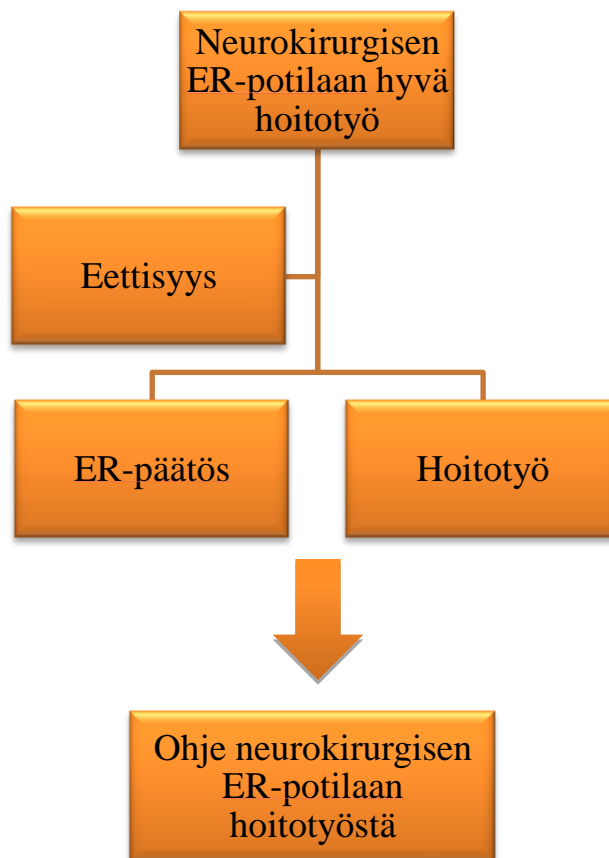 Neurokirurgisen
ER-potilaan hyvä
hoitotyö
Eettisyys
ER-päätös
Hoitotyö
Ohje neurokirurgisen
ER-potilaan
hoitotyöstä